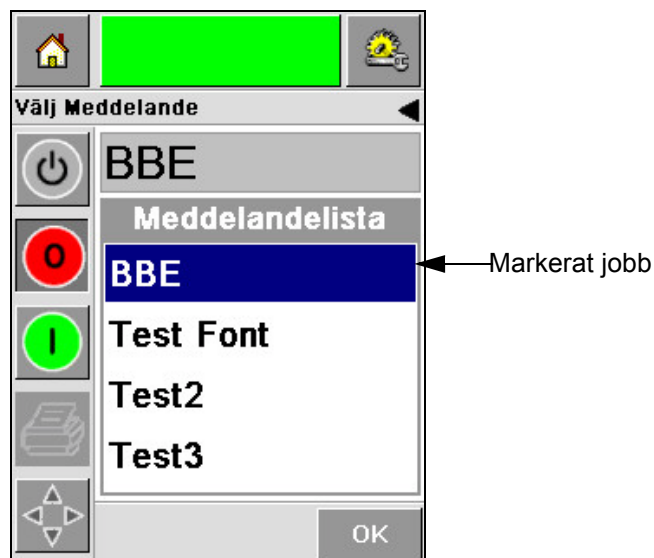 Välj Meddelande
BBE
Meddelandelista
BBE
Markerat jobb
Test Font
Test2
Test3
OK